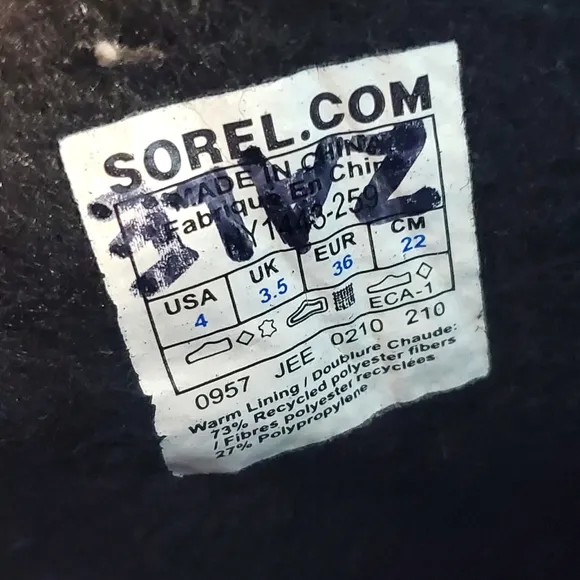 SOREL.COM
MADE IN CHINA
Fabriqué En Chine
USA UK EUR CM
4 3.5 36 22
ECA-1
0957 JEE 0210 210
Warm Lining / Doublure Chaude:
73% Recycled polyester fibers
/ Fibres polyester recyclées
27% Polypropylene